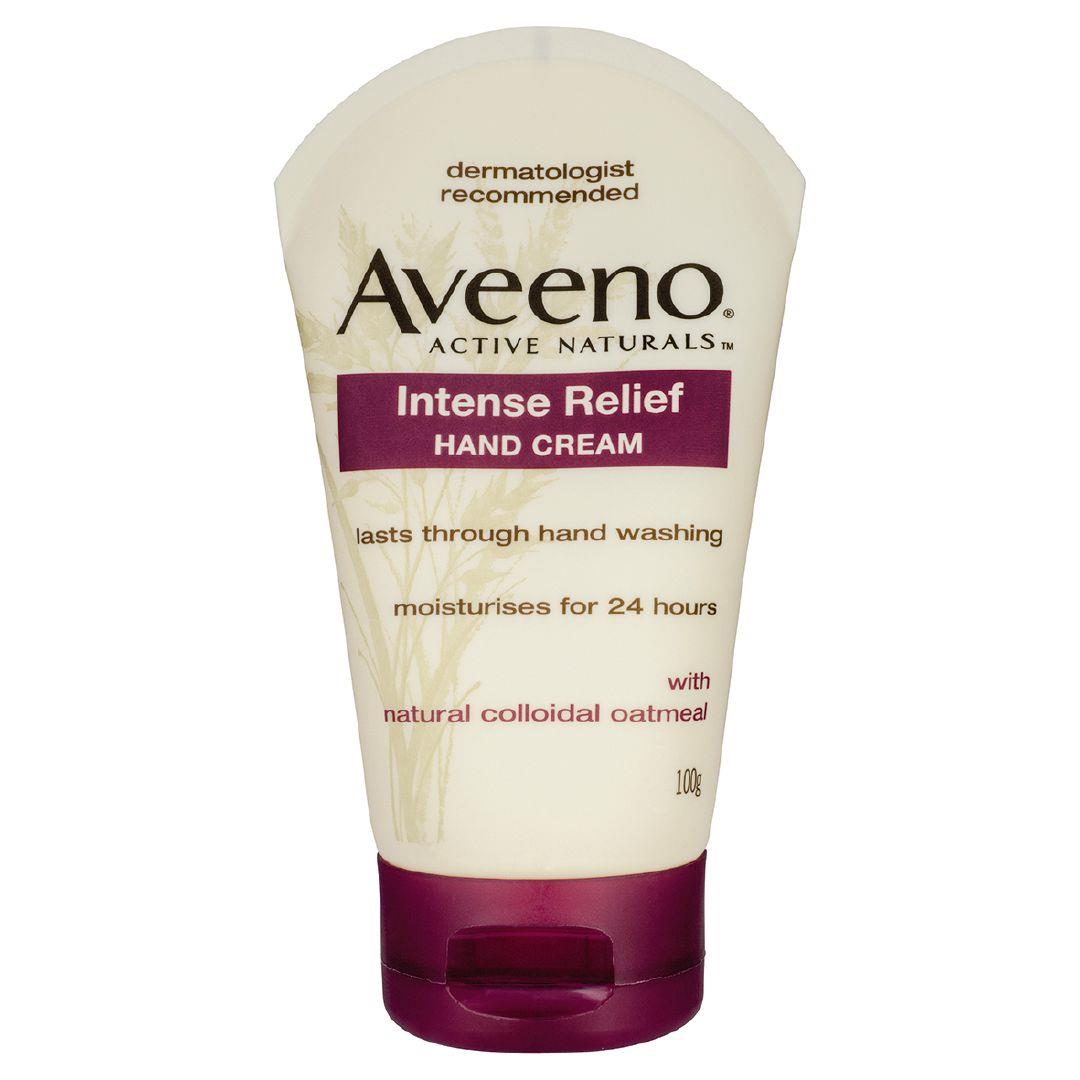 dermatologist
recommended
Aveeno®
ACTIVE NATURALS™
Intense Relief
HAND CREAM
lasts through hand washing
moisturises for 24 hours
with
natural colloidal oatmeal
100g